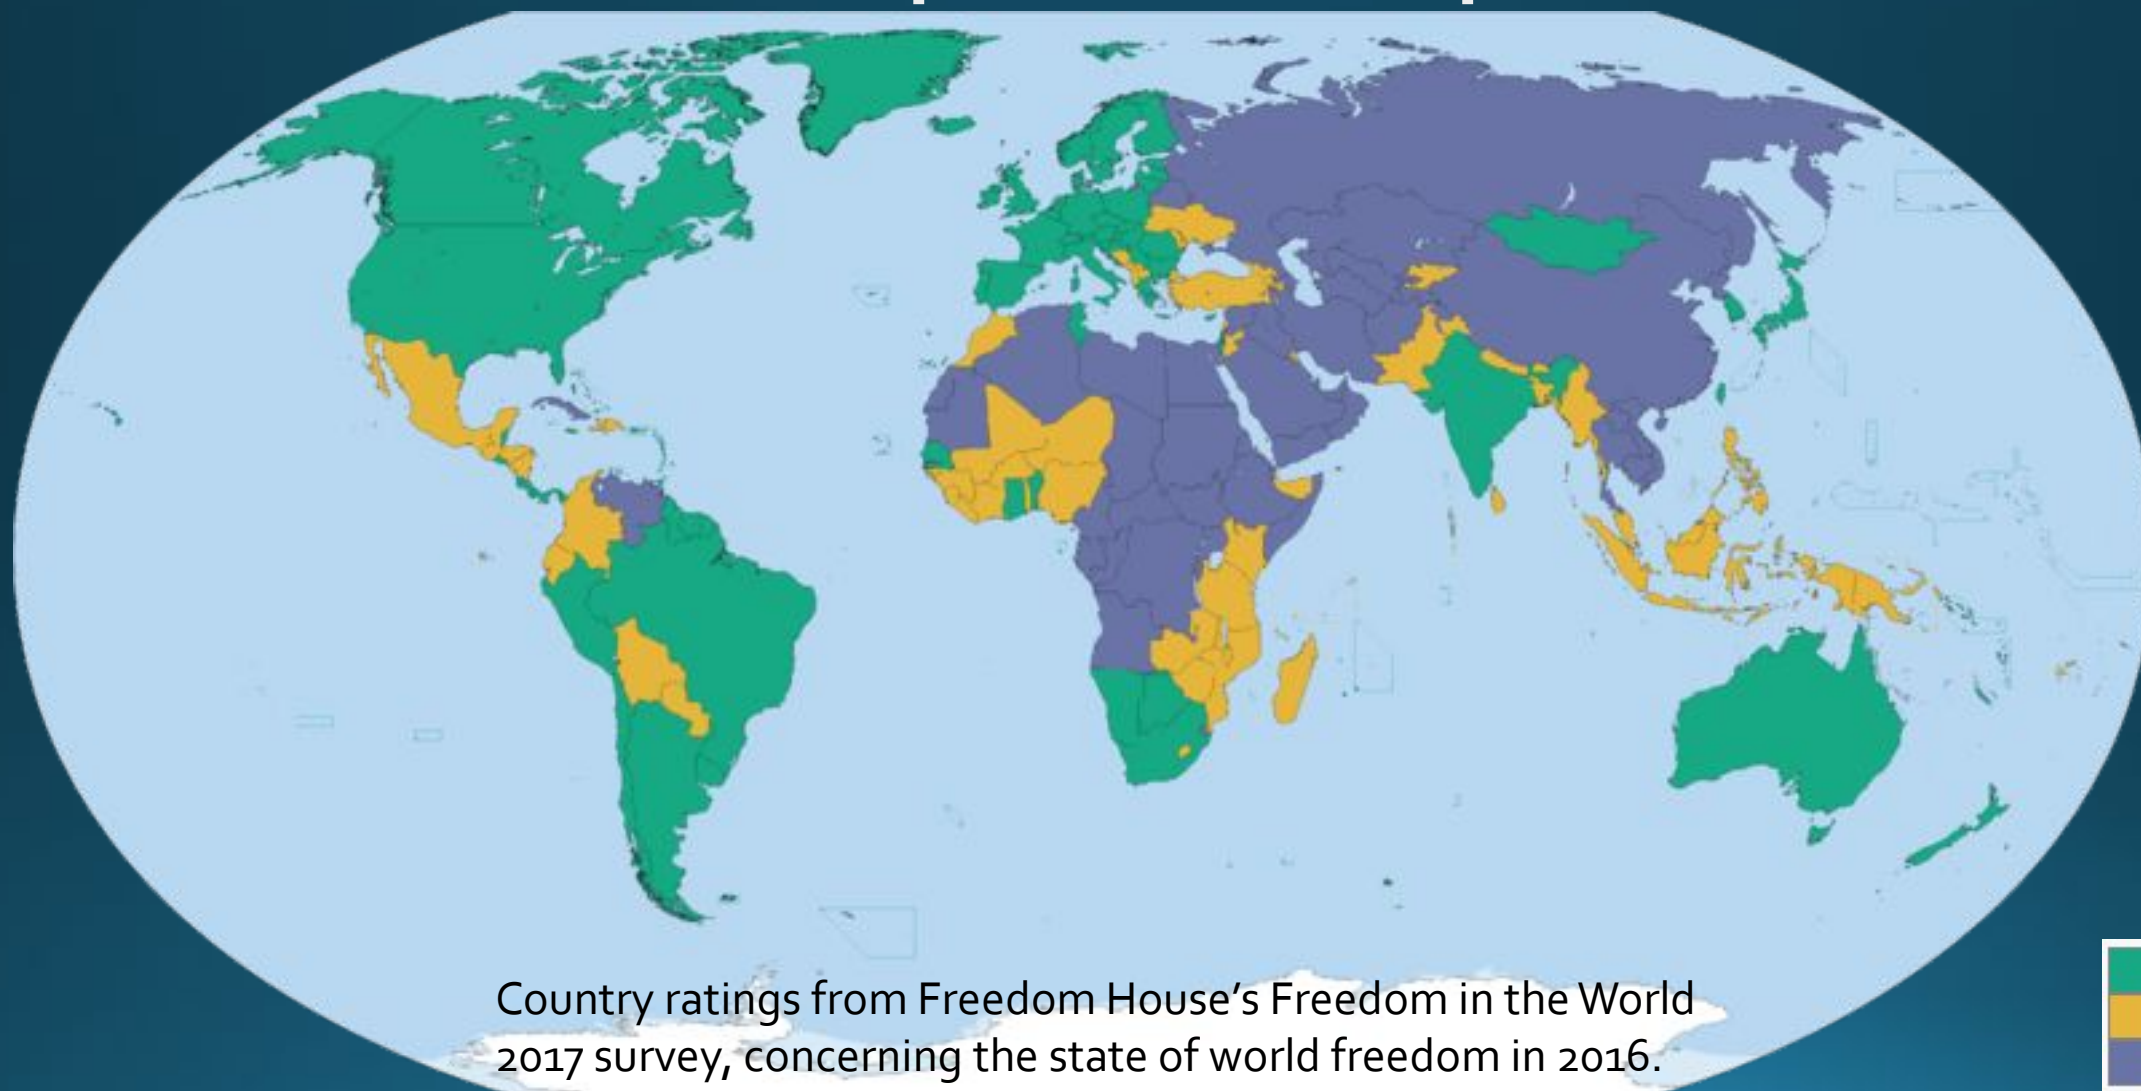 Country ratings from Freedom House's Freedom in the World
2017 survey, concerning the state of world freedom in 2016.